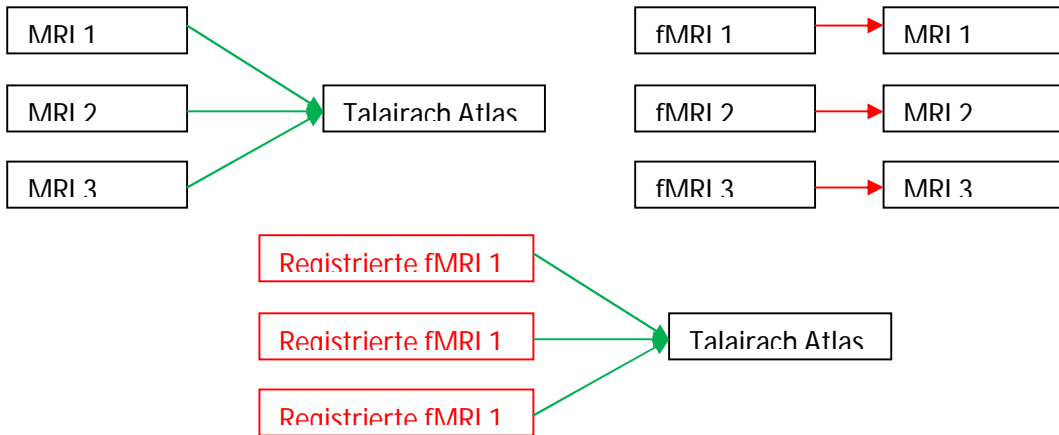 MRI 1
fMRI 1
MRI 1
MRI 2
Talairach Atlas
fMRI 2
MRI 2
MRI 3
fMRI 3
MRI 3
Registrierte fMRI 1
Registrierte fMRI 1
Talairach Atlas
Registrierte fMRI 1